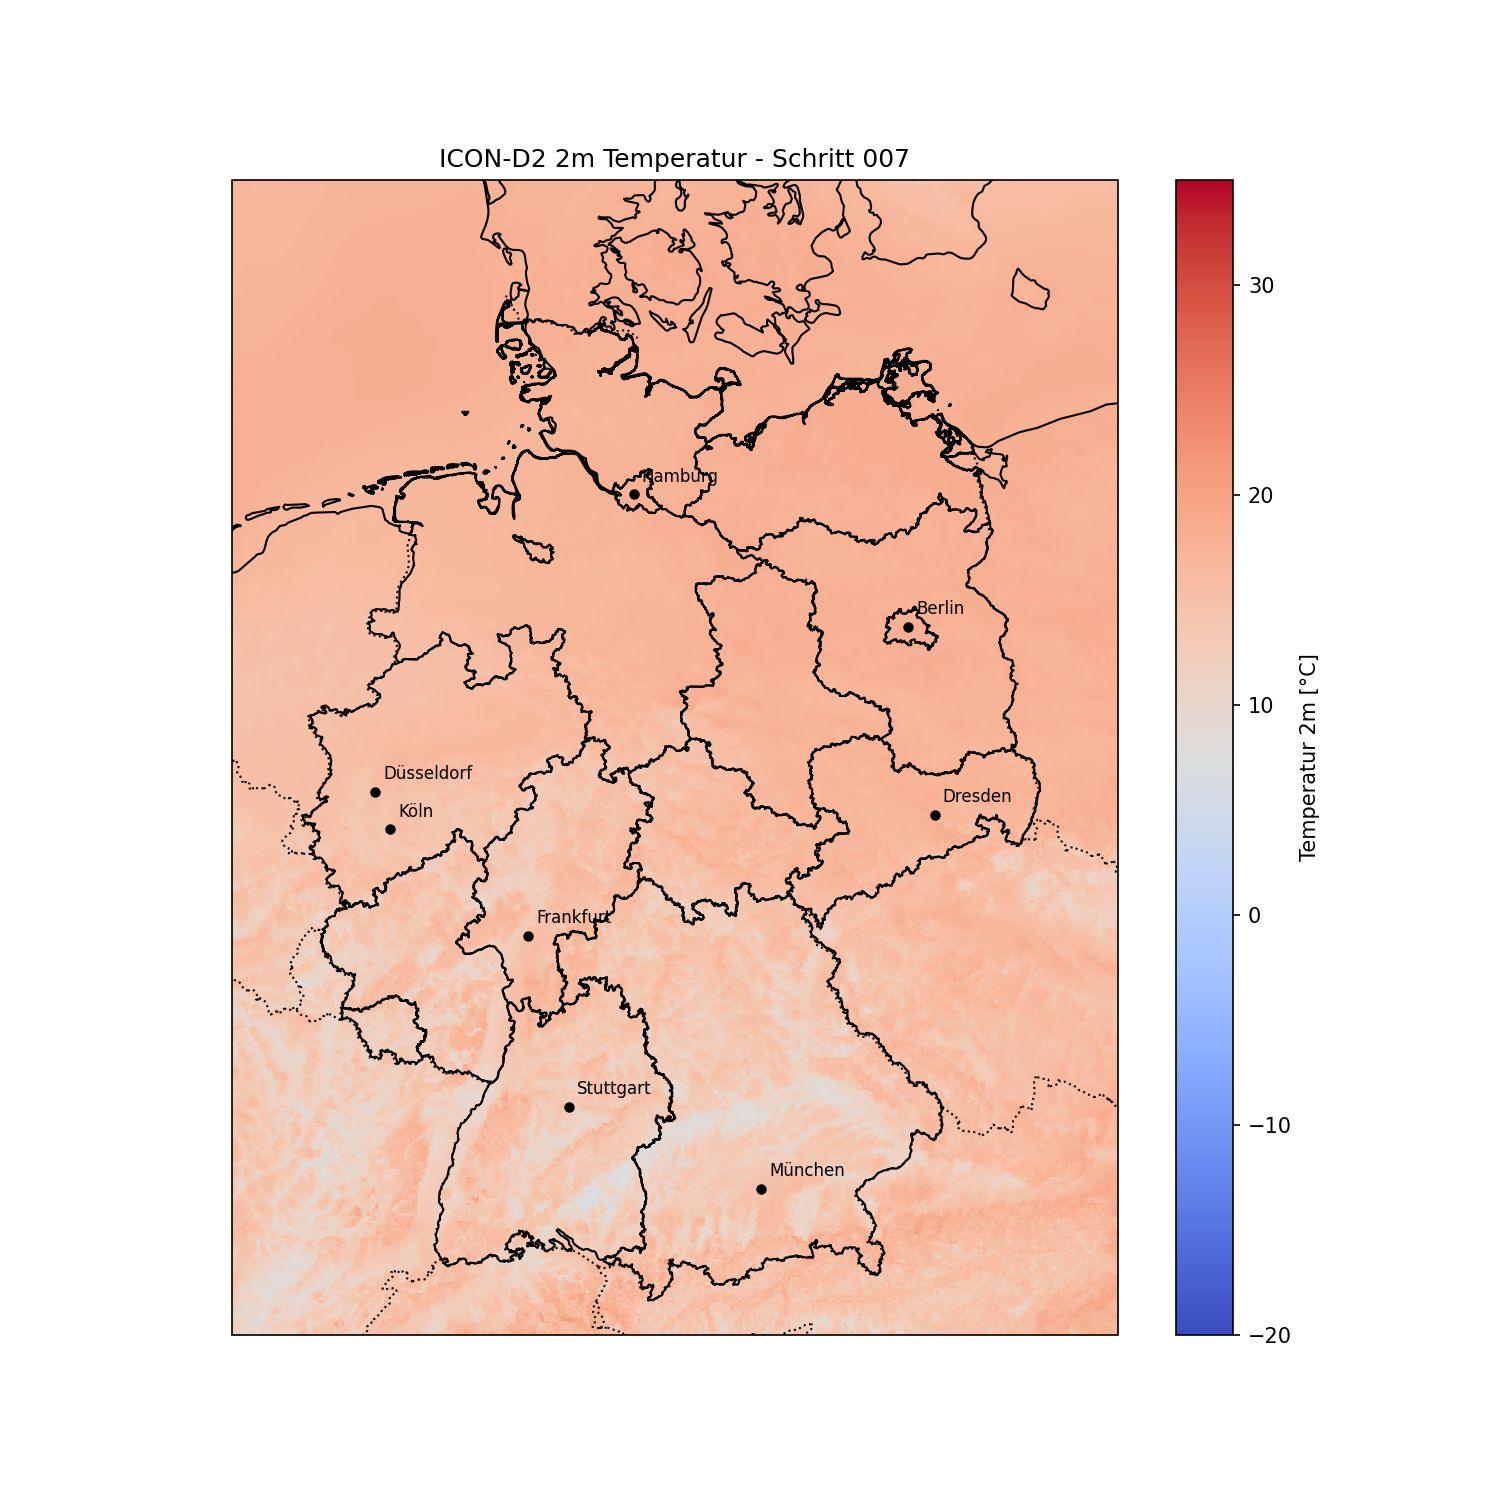 ICON-D2 2m Temperatur - Schritt 007
Hamburg
Berlin
Düsseldorf
Köln
Dresden
Frankfurt
Stuttgart
München
30
20
10
0
−10
−20
Temperatur 2m [°C]